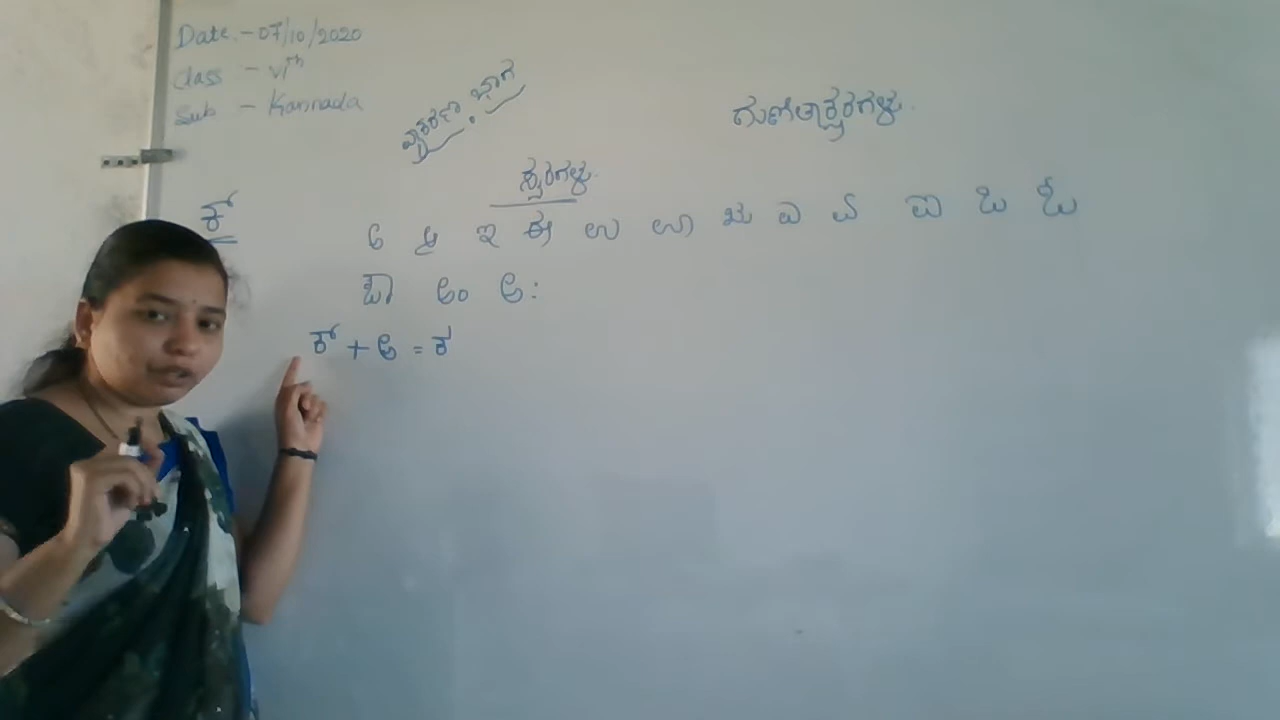 Date - 07/10/2020
Class - VIth
Sub - Kannada
ವ್ಯಾಕರಣ ಭಾಗ
ಗುಣಿತಾಕ್ಷರಗಳು.
ಸ್ವರಗಳು.
ಕ್
ಅ ಆ ಇ ಈ ಉ ಊ ಋ ಎ ಏ ಐ ಒ ಓ
ಔ ಅಂ ಅ:
ಕ್ + ಅ = ಕ